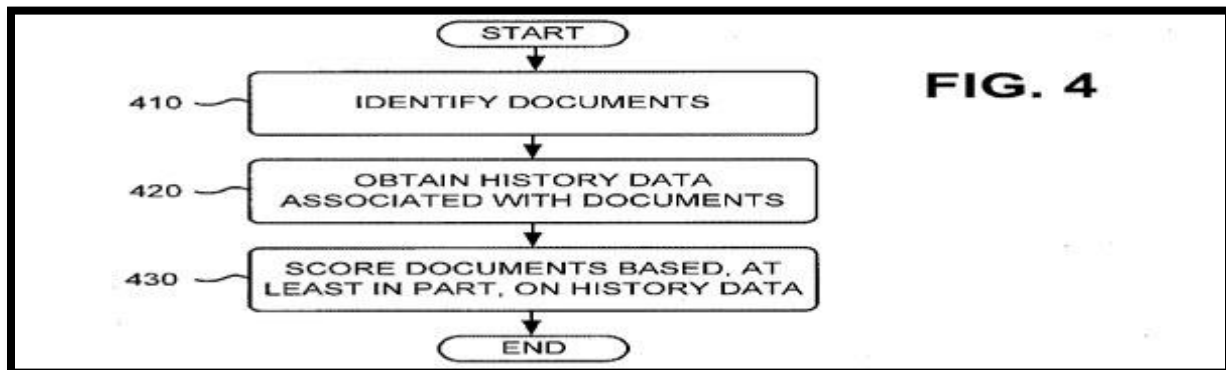 START
FIG. 4
410
IDENTIFY DOCUMENTS
420
OBTAIN HISTORY DATA
ASSOCIATED WITH DOCUMENTS
430
SCORE DOCUMENTS BASED, AT
LEAST IN PART, ON HISTORY DATA
END